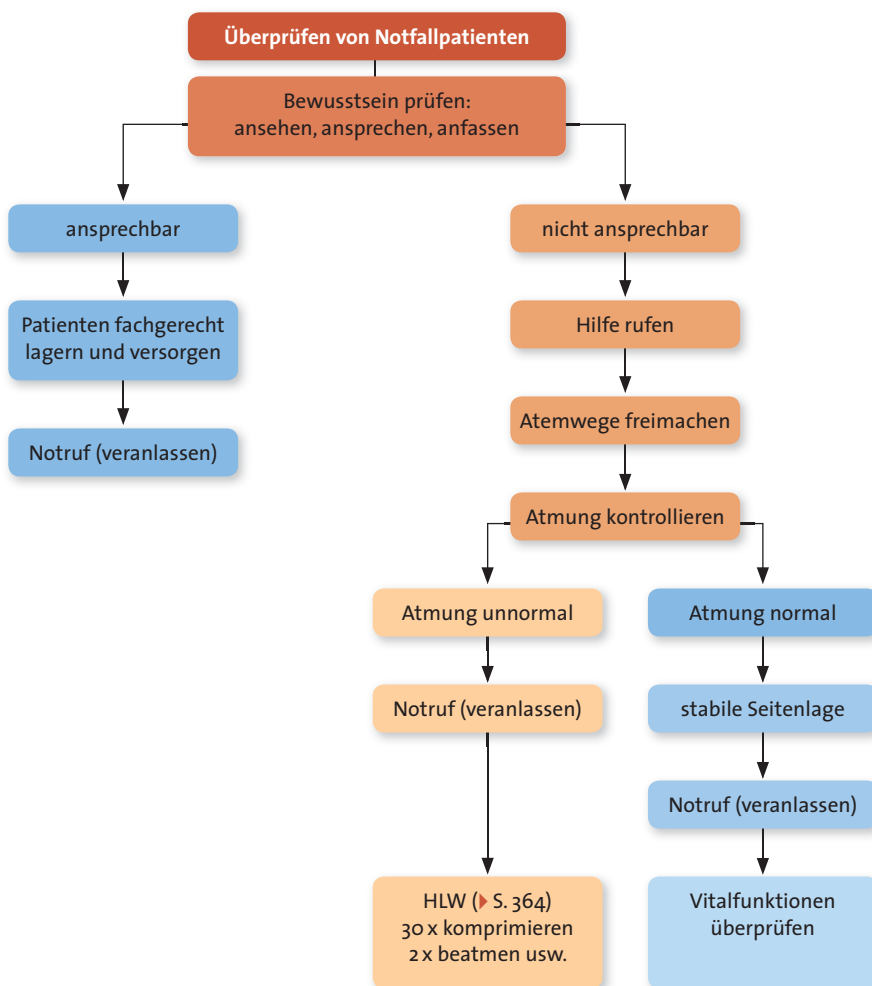 Überprüfen von Notfallpatienten
Bewusstsein prüfen:
ansehen, ansprechen, anfassen
ansprechbar
nicht ansprechbar
Patienten fachgerecht
lagern und versorgen
Hilfe rufen
Notruf (veranlassen)
Atemwege freimachen
Atmung kontrollieren
Atmung unnormal
Atmung normal
Notruf (veranlassen)
stabile Seitenlage
Notruf (veranlassen)
HLW (▶ S. 364)
30 x komprimieren
2 x beatmen usw.
Vitalfunktionen
überprüfen